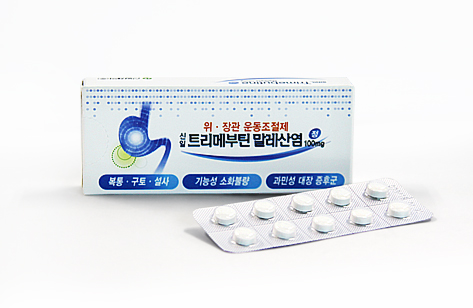 위 · 장관 운동조절제
신일 트리메부틴 말레산염 정 100mg
복통 · 구토 · 설사
기능성 소화불량
과민성 대장 증후군